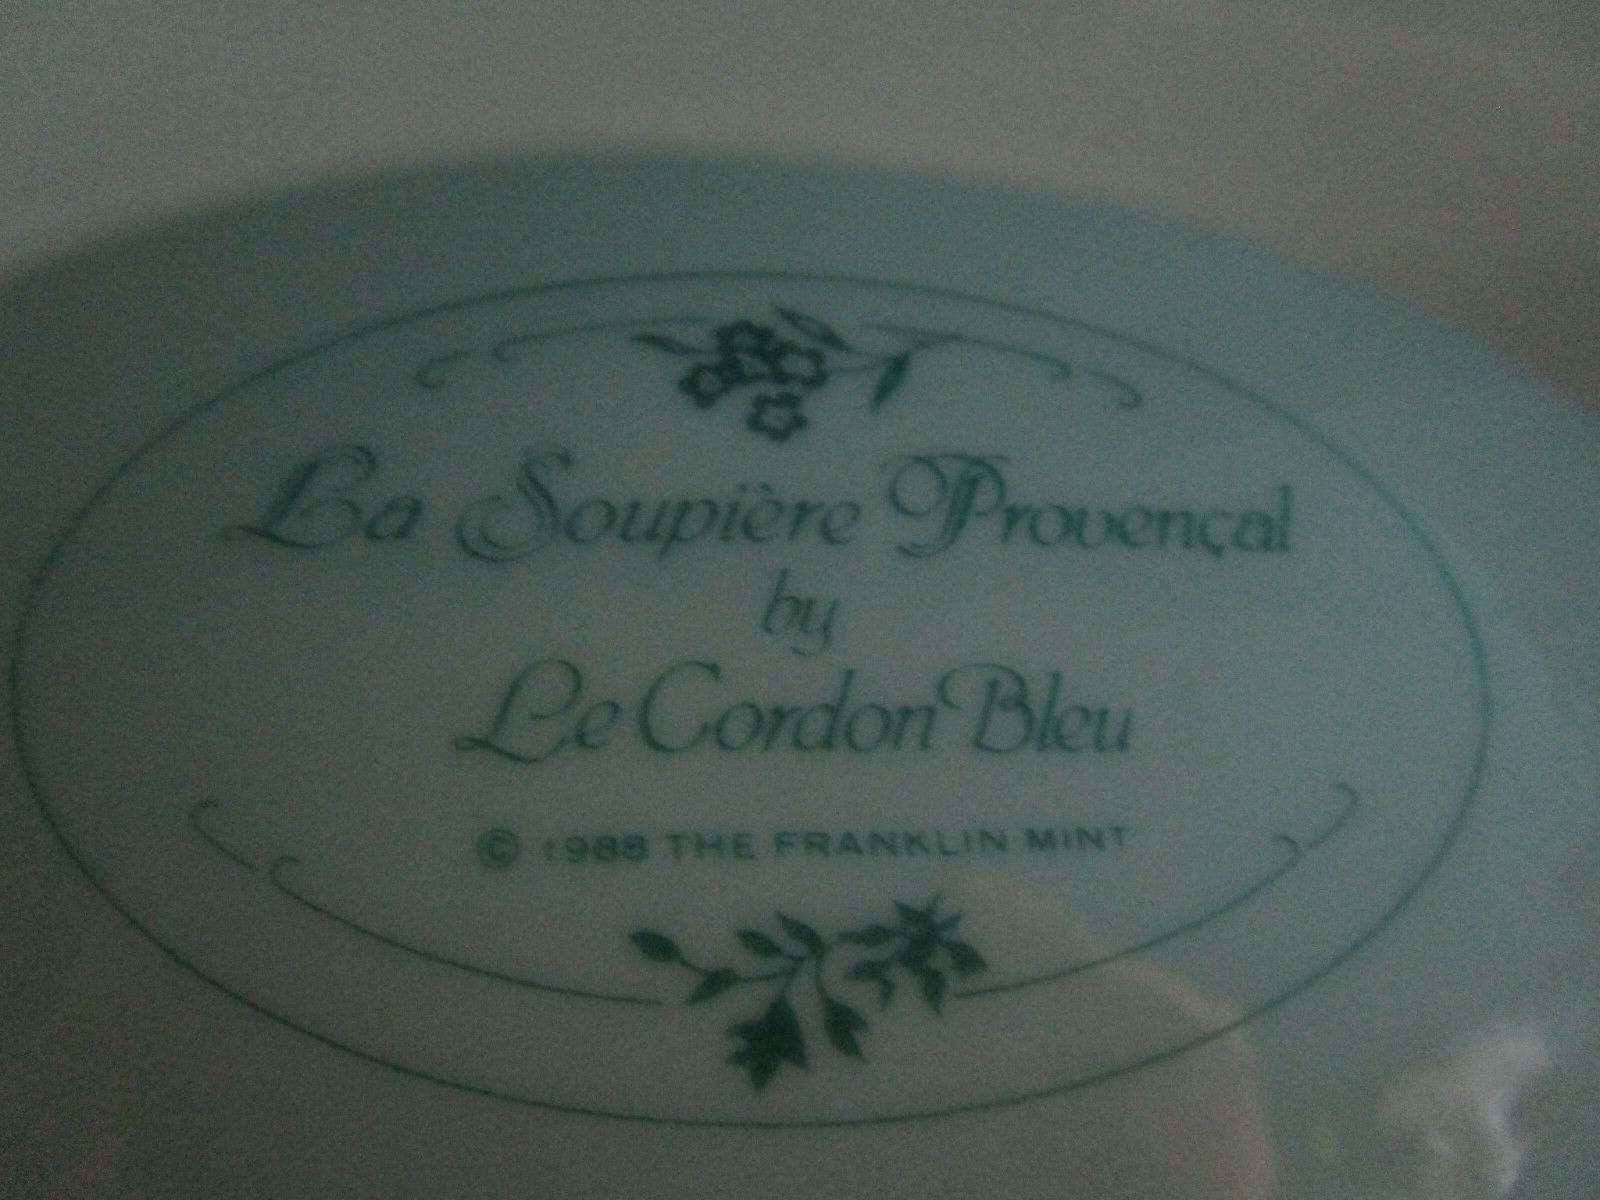 La Soupière Provençal
by
Le Cordon Bleu
© 1988 THE FRANKLIN MINT